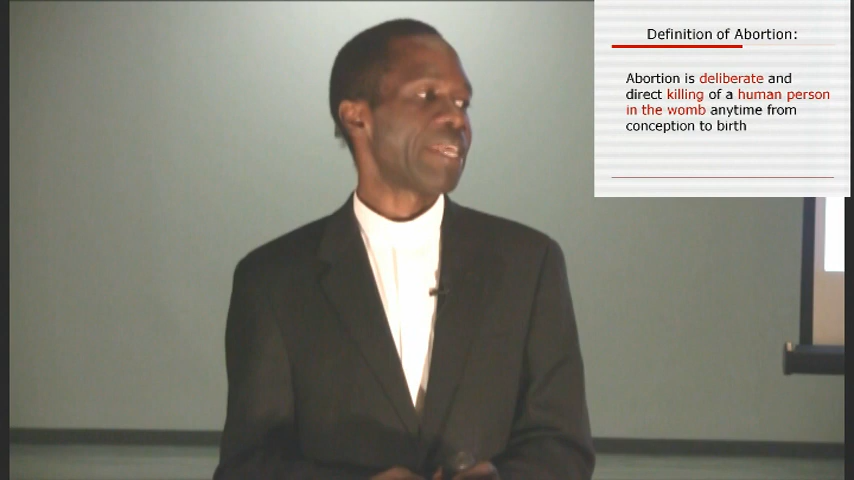 Definition of Abortion:
Abortion is deliberate and
direct killing of a human person
in the womb anytime from
conception to birth